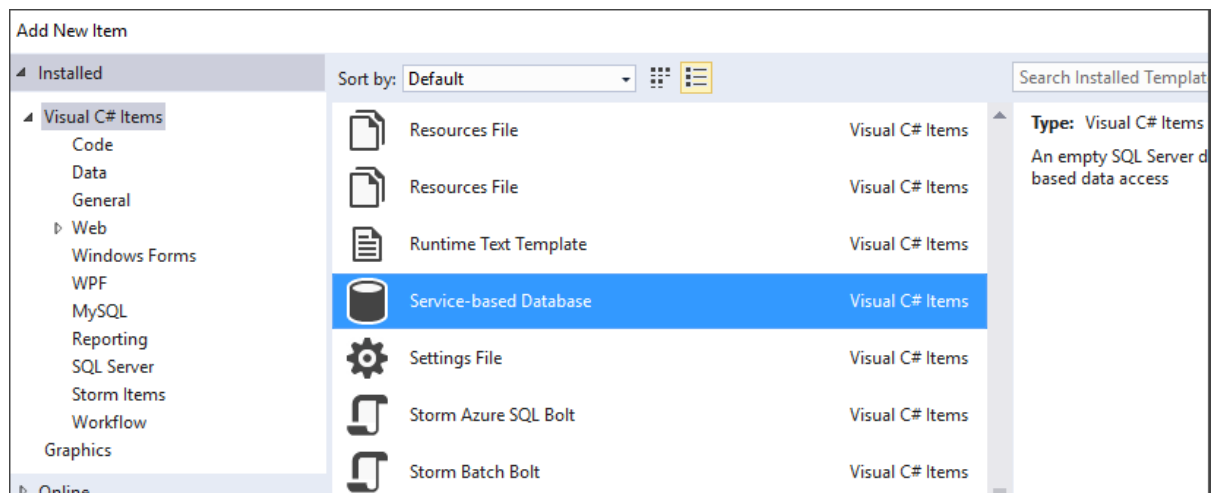 Add New Item
Installed
Sort by: Default
Search Installed Templat
Visual C# Items
Code
Data
General
Web
Windows Forms
WPF
MySQL
Reporting
SQL Server
Storm Items
Workflow
Graphics
Online
Resources File Visual C# Items
Resources File Visual C# Items
Runtime Text Template Visual C# Items
Service-based Database Visual C# Items
Settings File Visual C# Items
Storm Azure SQL Bolt Visual C# Items
Storm Batch Bolt Visual C# Items
Type: Visual C# Items
An empty SQL Server d
based data access